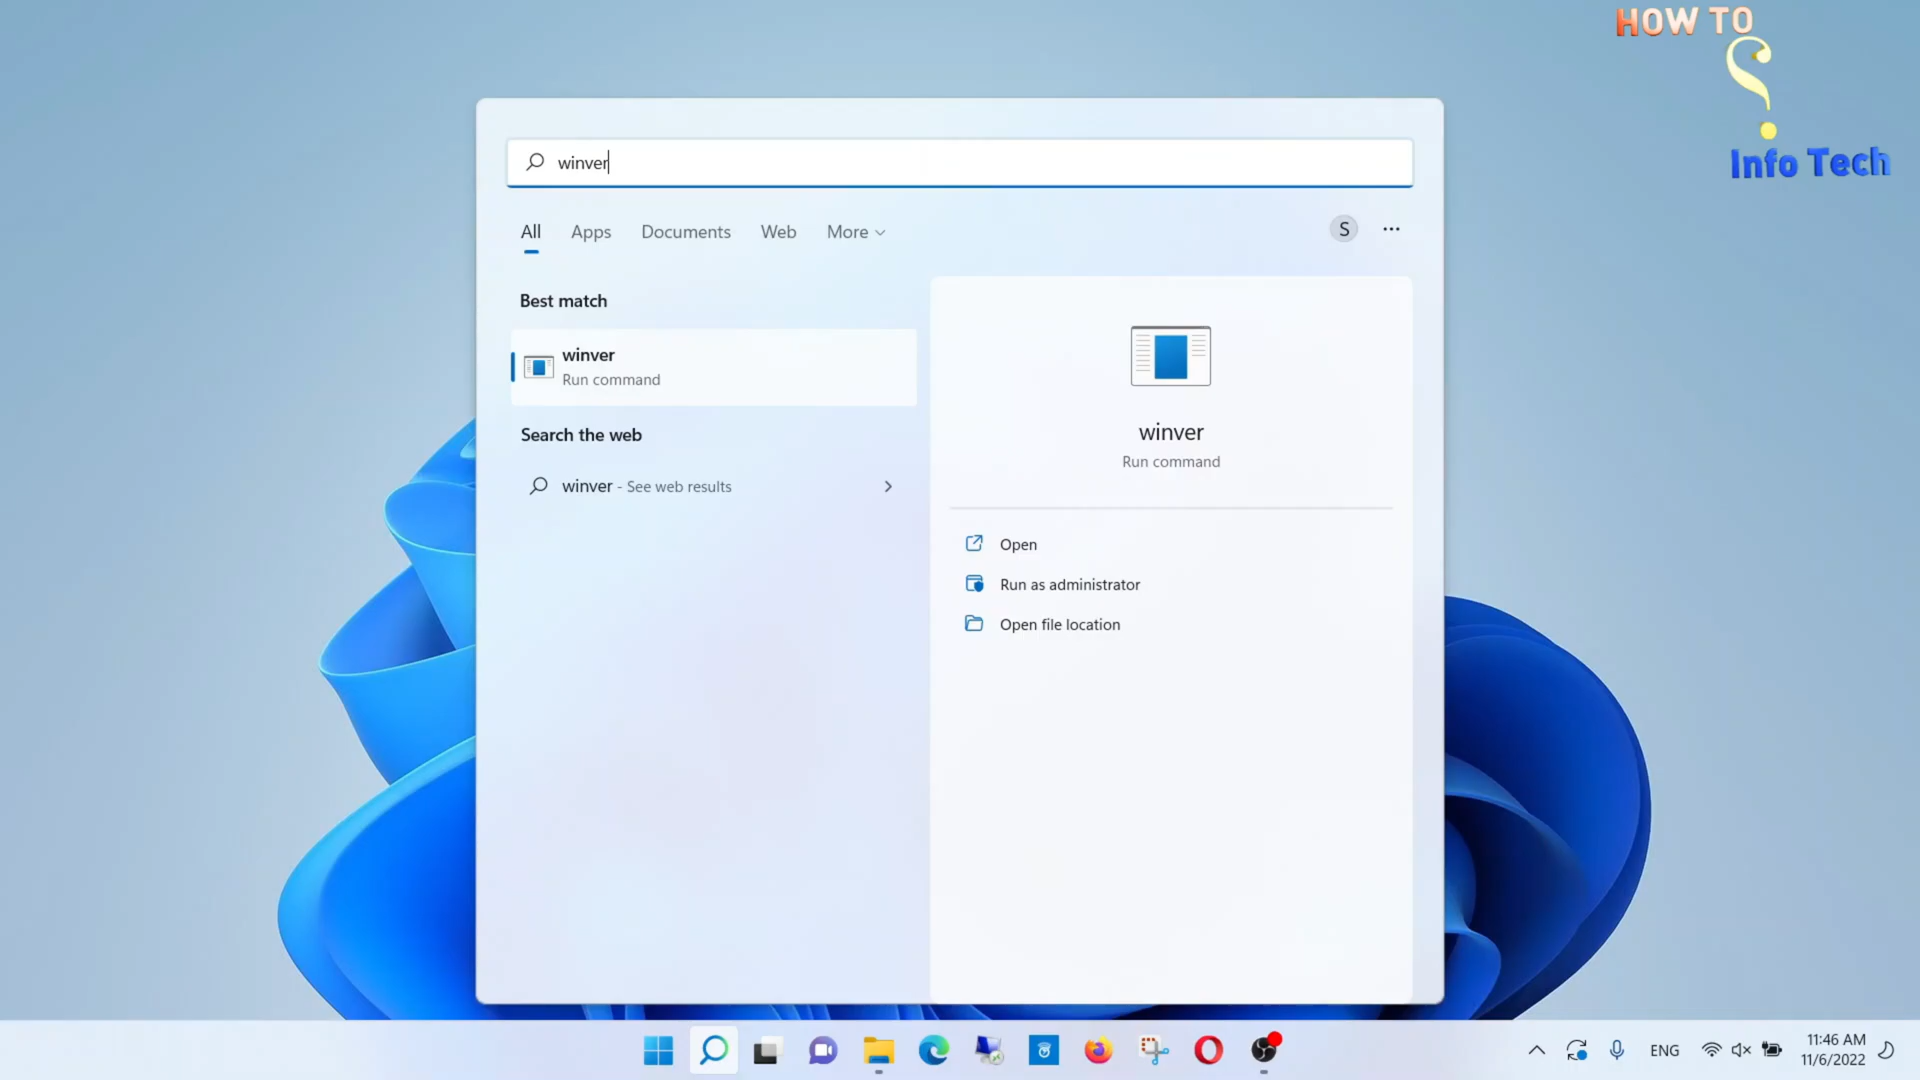 HOW TO
Info Tech
winver
All Apps Documents Web More
S
Best match
winver
Run command
Search the web
winver - See web results
winver
Run command
Open
Run as administrator
Open file location
ENG
11:46 AM
11/6/2022